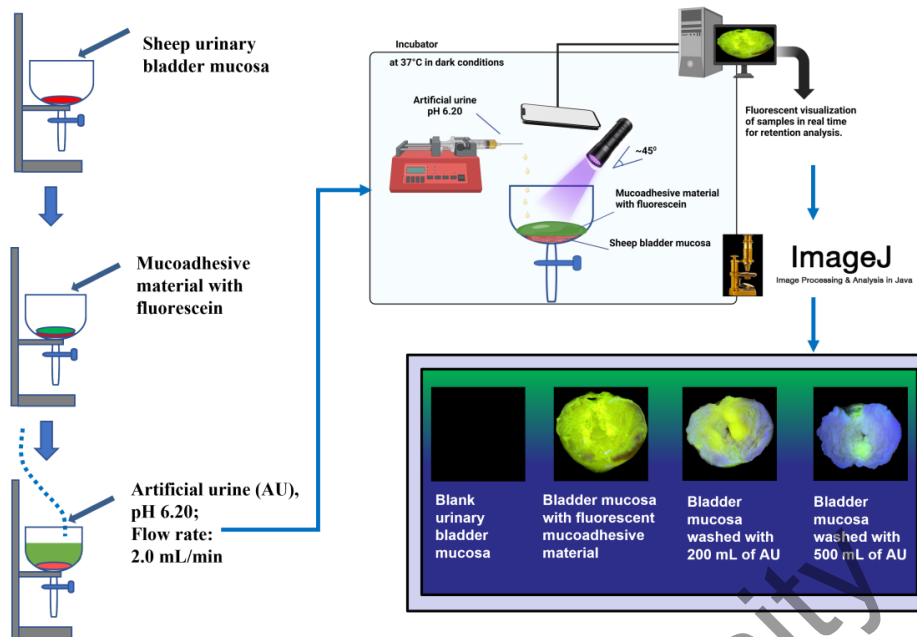 Sheep urinary
bladder mucosa
Mucoadhesive
material with
fluorescein
Artificial urine (AU),
pH 6.20;
Flow rate:
2.0 mL/min
Incubator
at 37°C in dark conditions
Artificial urine
pH 6.20
~45⁰
Mucoadhesive material
with fluorescein
Sheep bladder mucosa
Fluorescent visualization
of samples in real time
for retention analysis.
ImageJ
Image Processing & Analysis in Java
Blank
urinary
bladder
mucosa
Bladder mucosa
with fluorescent
mucoadhesive
material
Bladder
mucosa
washed with
200 mL of AU
Bladder
mucosa
washed with
500 mL of AU